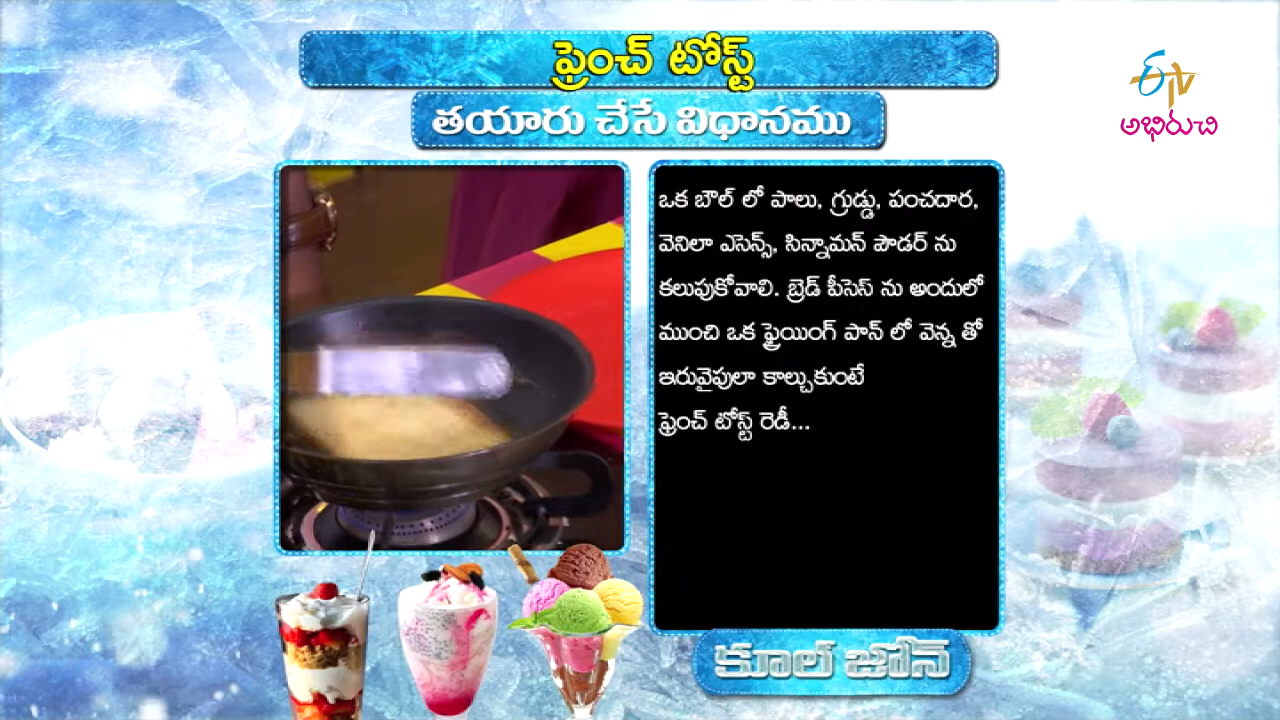 ఫ్రెంచ్ టోస్ట్
తయారు చేసే విధానము
ETV
అభిరుచి
ఒక బౌల్ లో పాలు, గ్రుడ్డు, పంచదార,
వెనిలా ఎసెన్స్, సిన్నామన్ పౌడర్ ను
కలుపుకోవాలి. బ్రెడ్ పీసెస్ ను అందులో
ముంచి ఒక ఫ్రైయింగ్ పాన్ లో వెన్న తో
ఇరువైపులా కాల్చుకుంటే
ఫ్రెంచ్ టోస్ట్ రెడీ...
కూల్ జోన్